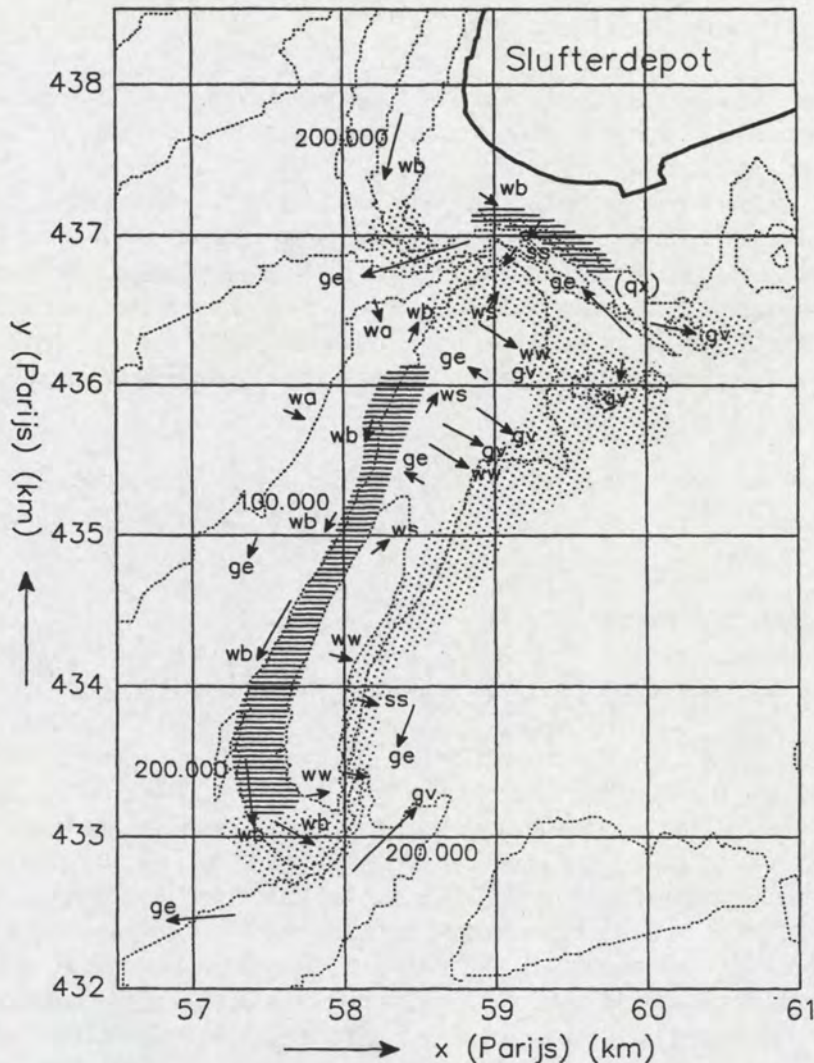 Slufterdepot
438
200.000
wb
wb
437
ss
ge
ge
(qx)
wa
wb
ws
gv
ww
436
ge
gv
gv
wa
ws
wb
gv
gv
ge
ww
100.000
wb
ws
435
ge
ww
wb
434
ss
ge
200.000
ww
gv
433
wb
wb
200.000
ge
432
57
58
59
60
61
y (Parijs) (km)
x (Parijs) (km)